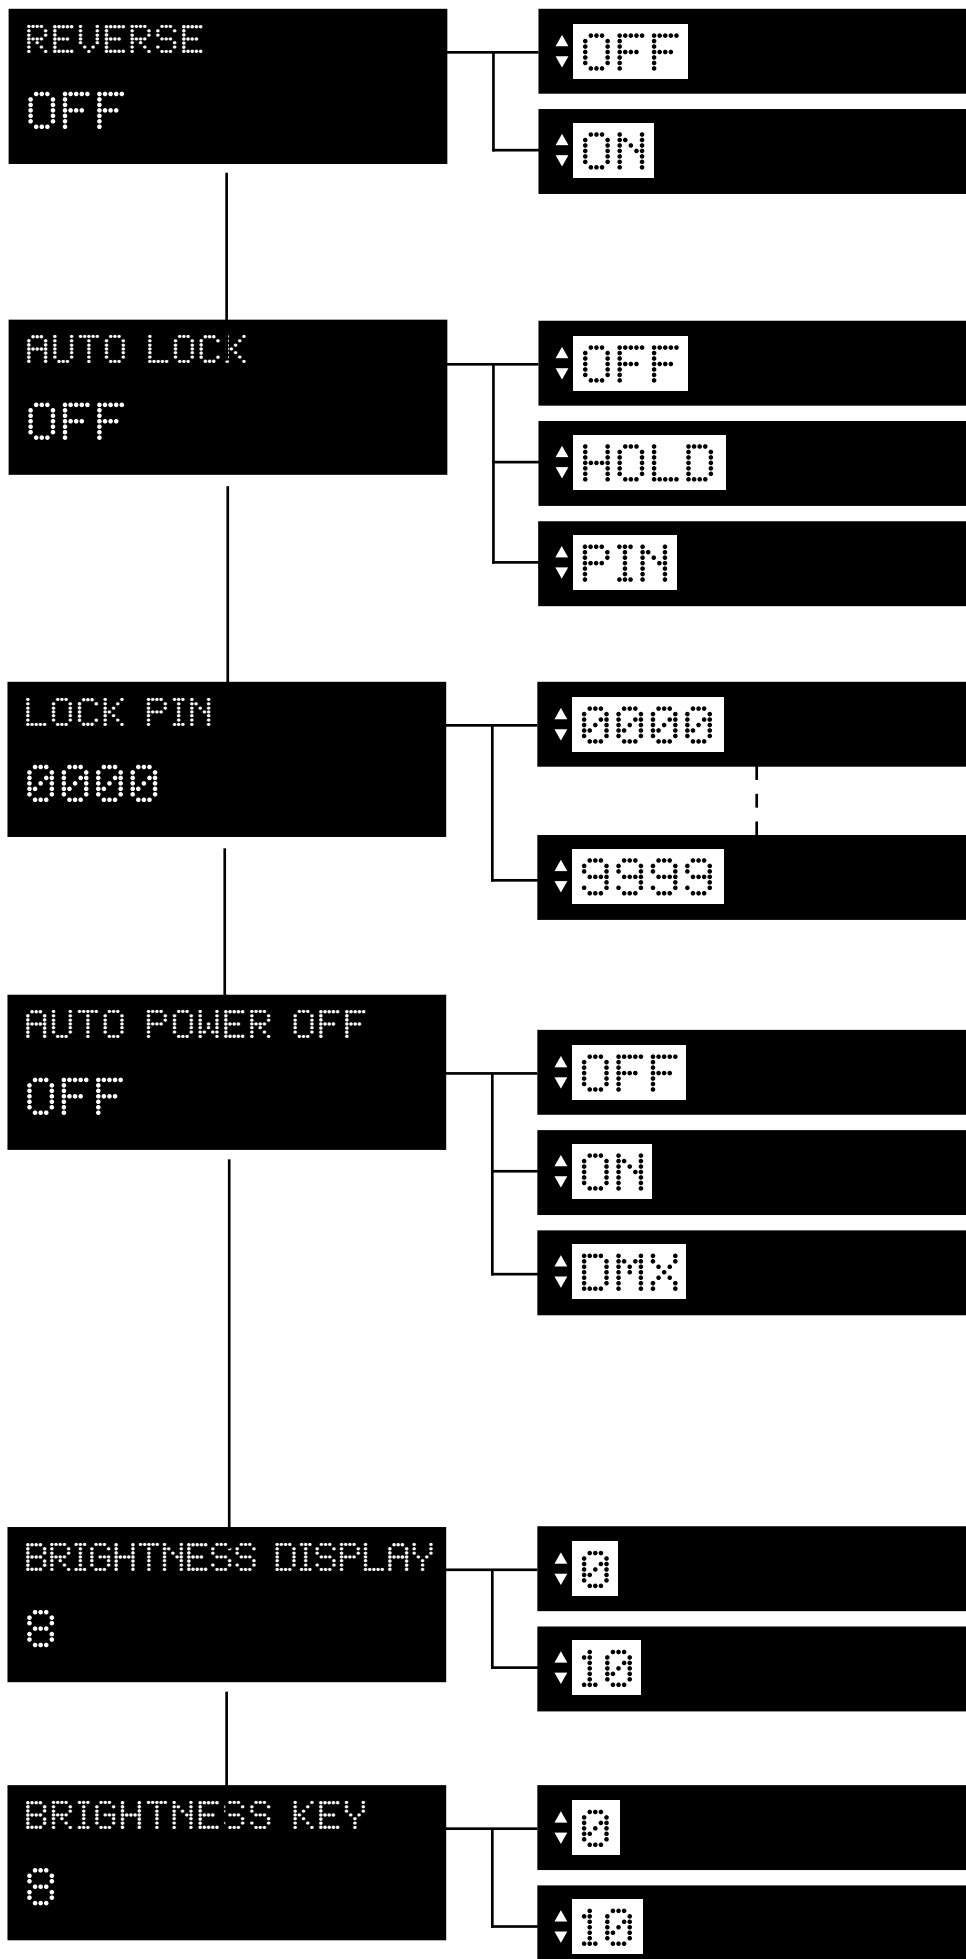 REVERSE
OFF
OFF
ON
AUTO LOCK
OFF
OFF
HOLD
PIN
LOCK PIN
0000
0000
9999
AUTO POWER OFF
OFF
OFF
ON
DMX
BRIGHTNESS DISPLAY
8
0
10
BRIGHTNESS KEY
8
0
10